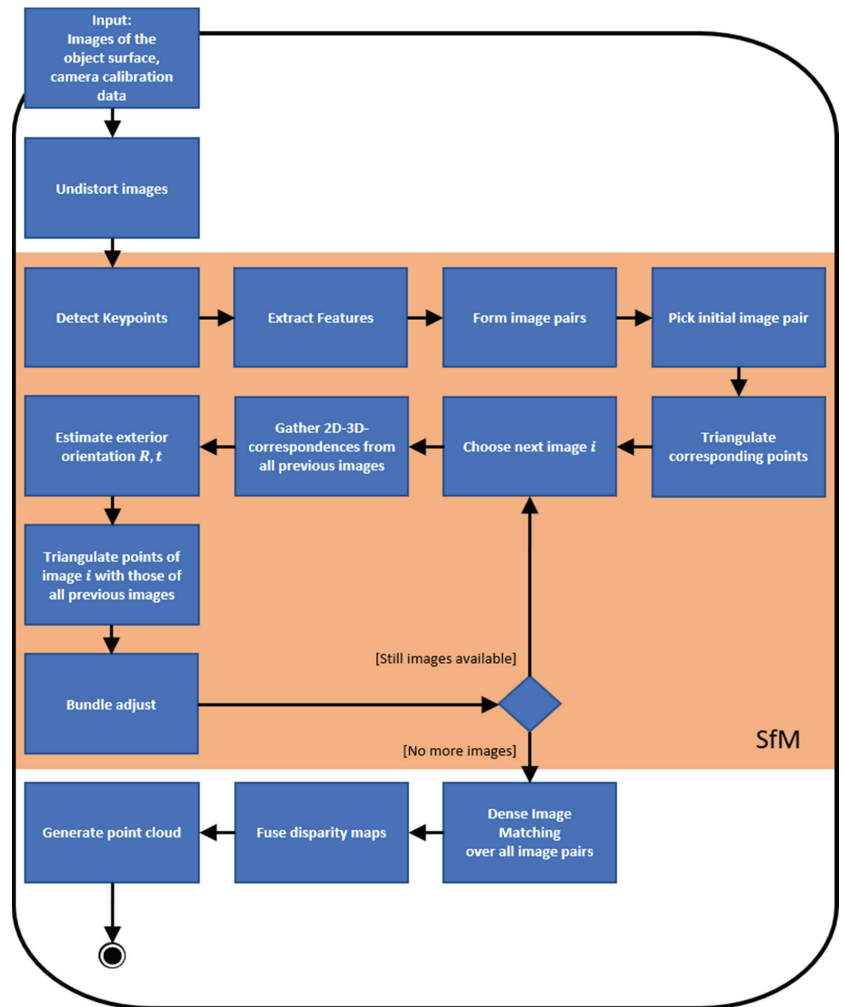 Input:
Images of the
object surface,
camera calibration
data
Undistort images
Detect Keypoints
Extract Features
Form image pairs
Pick initial image pair
Estimate exterior
orientation R, t
Gather 2D-3D-
correspondences from
all previous images
Choose next image i
Triangulate
corresponding points
Triangulate points of
image i with those of
all previous images
Bundle adjust
[Still images available]
[No more images]
SfM
Generate point cloud
Fuse disparity maps
Dense Image
Matching
over all image pairs